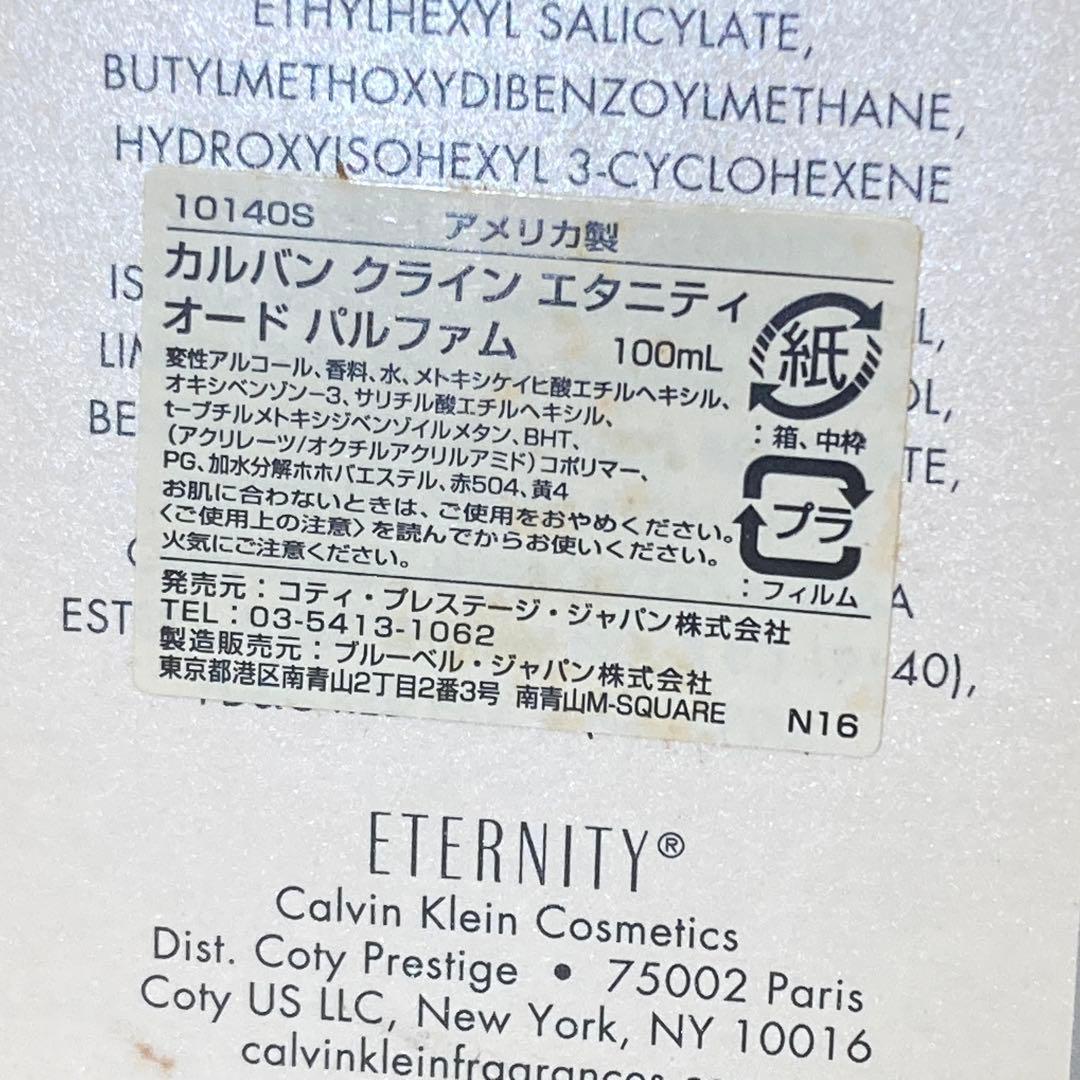 ETHYLHEXYL SALICYLATE,
BUTYLMETHOXYDIBENZOYLMETHANE,
HYDROXYISOHEXYL 3-CYCLOHEXENE
10140S アメリカ製
カルバン クライン エタニティ
オード パルファム 100mL
変性アルコール、香料、水、メトキシケイヒ酸エチルヘキシル、
オキシベンゾン-3、サリチル酸エチルヘキシル、
t-ブチルメトキシジベンゾイルメタン、BHT、
(アクリレーツ/オクチルアクリルアミド)コポリマー、
PG、加水分解ホホバエステル、赤504、黄4
お肌に合わないときは、ご使用をおやめください。
〈ご使用上の注意〉を読んでからお使いください。
火気にご注意ください。
紙
:箱、中枠
プラ
:フィルム
発売元:コティ・プレステージ・ジャパン株式会社
TEL:03-5413-1062
製造販売元:ブルーベル・ジャパン株式会社
東京都港区南青山2丁目2番3号 南青山M-SQUARE
N16
IS
L,
LIM
OL,
BE
TE,
A
EST
40),
ETERNITY®
Calvin Klein Cosmetics
Dist. Coty Prestige • 75002 Paris
Coty US LLC, New York, NY 10016